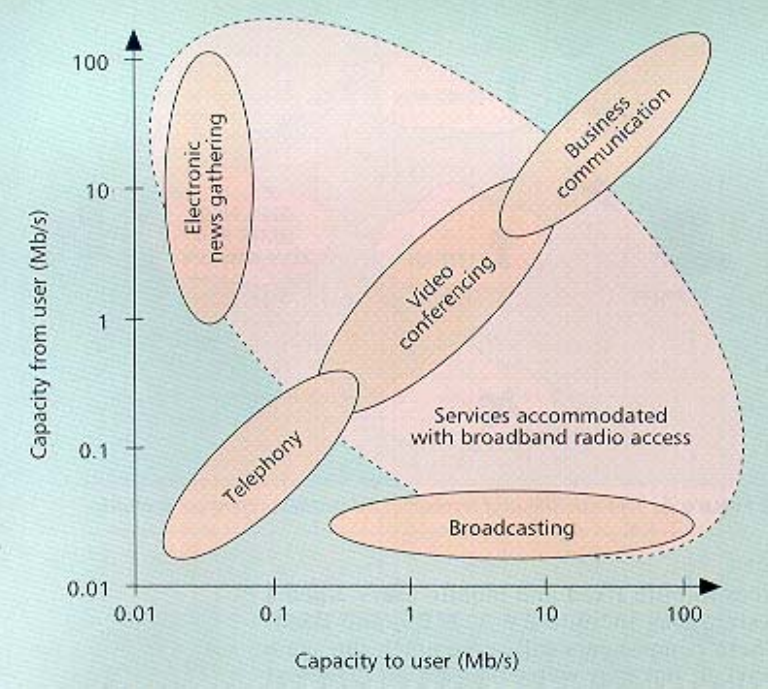 100
10
1
0.1
0.01
Capacity from user (Mb/s)
Electronic
news gathering
Business
communication
Video
conferencing
Telephony
Services accommodated
with broadband radio access
Broadcasting
0.01
0.1
1
10
100
Capacity to user (Mb/s)